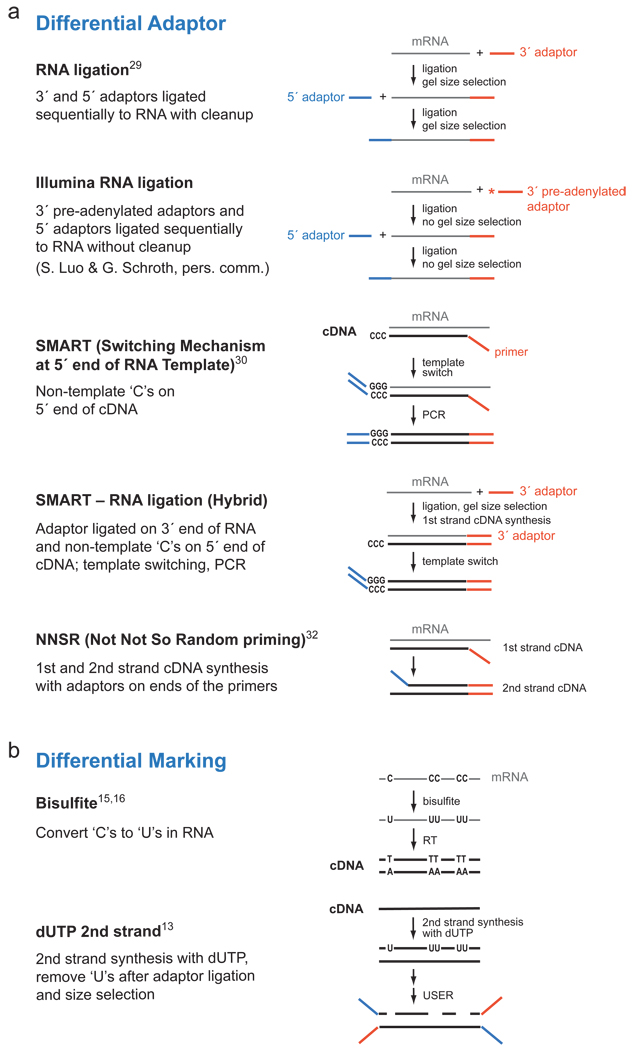 a
Differential Adaptor
RNA ligation29
3´ and 5´ adaptors ligated
sequentially to RNA with cleanup
mRNA
+
3´ adaptor
ligation
gel size selection
5´ adaptor
+
ligation
gel size selection
Illumina RNA ligation
3´ pre-adenylated adaptors and
5´ adaptors ligated sequentially
to RNA without cleanup
(S. Luo & G. Schroth, pers. comm.)
mRNA
+
*
3´ pre-adenylated
adaptor
ligation
no gel size selection
5´ adaptor
+
ligation
no gel size selection
SMART (Switching Mechanism
at 5´ end of RNA Template)30
Non-template ‘C’s on
5´ end of cDNA
mRNA
cDNA
CCC
primer
template
switch
GGG
CCC
PCR
GGG
CCC
SMART – RNA ligation (Hybrid)
Adaptor ligated on 3´ end of RNA
and non-template ‘C’s on 5´ end of
cDNA; template switching, PCR
mRNA
+
3´ adaptor
ligation, gel size selection
1st strand cDNA synthesis
3´ adaptor
CCC
template switch
GGG
CCC
NNSR (Not Not So Random priming)32
1st and 2nd strand cDNA synthesis
with adaptors on ends of the primers
mRNA
1st strand cDNA
2nd strand cDNA
b
Differential Marking
Bisulfite15,16
Convert ‘C’s to ‘U’s in RNA
C CC CC
mRNA
bisulfite
U UU UU
RT
cDNA
T TT TT
A AA AA
dUTP 2nd strand13
2nd strand synthesis with dUTP,
remove ‘U’s after adaptor ligation
and size selection
cDNA
2nd strand synthesis
with dUTP
U UU UU
USER